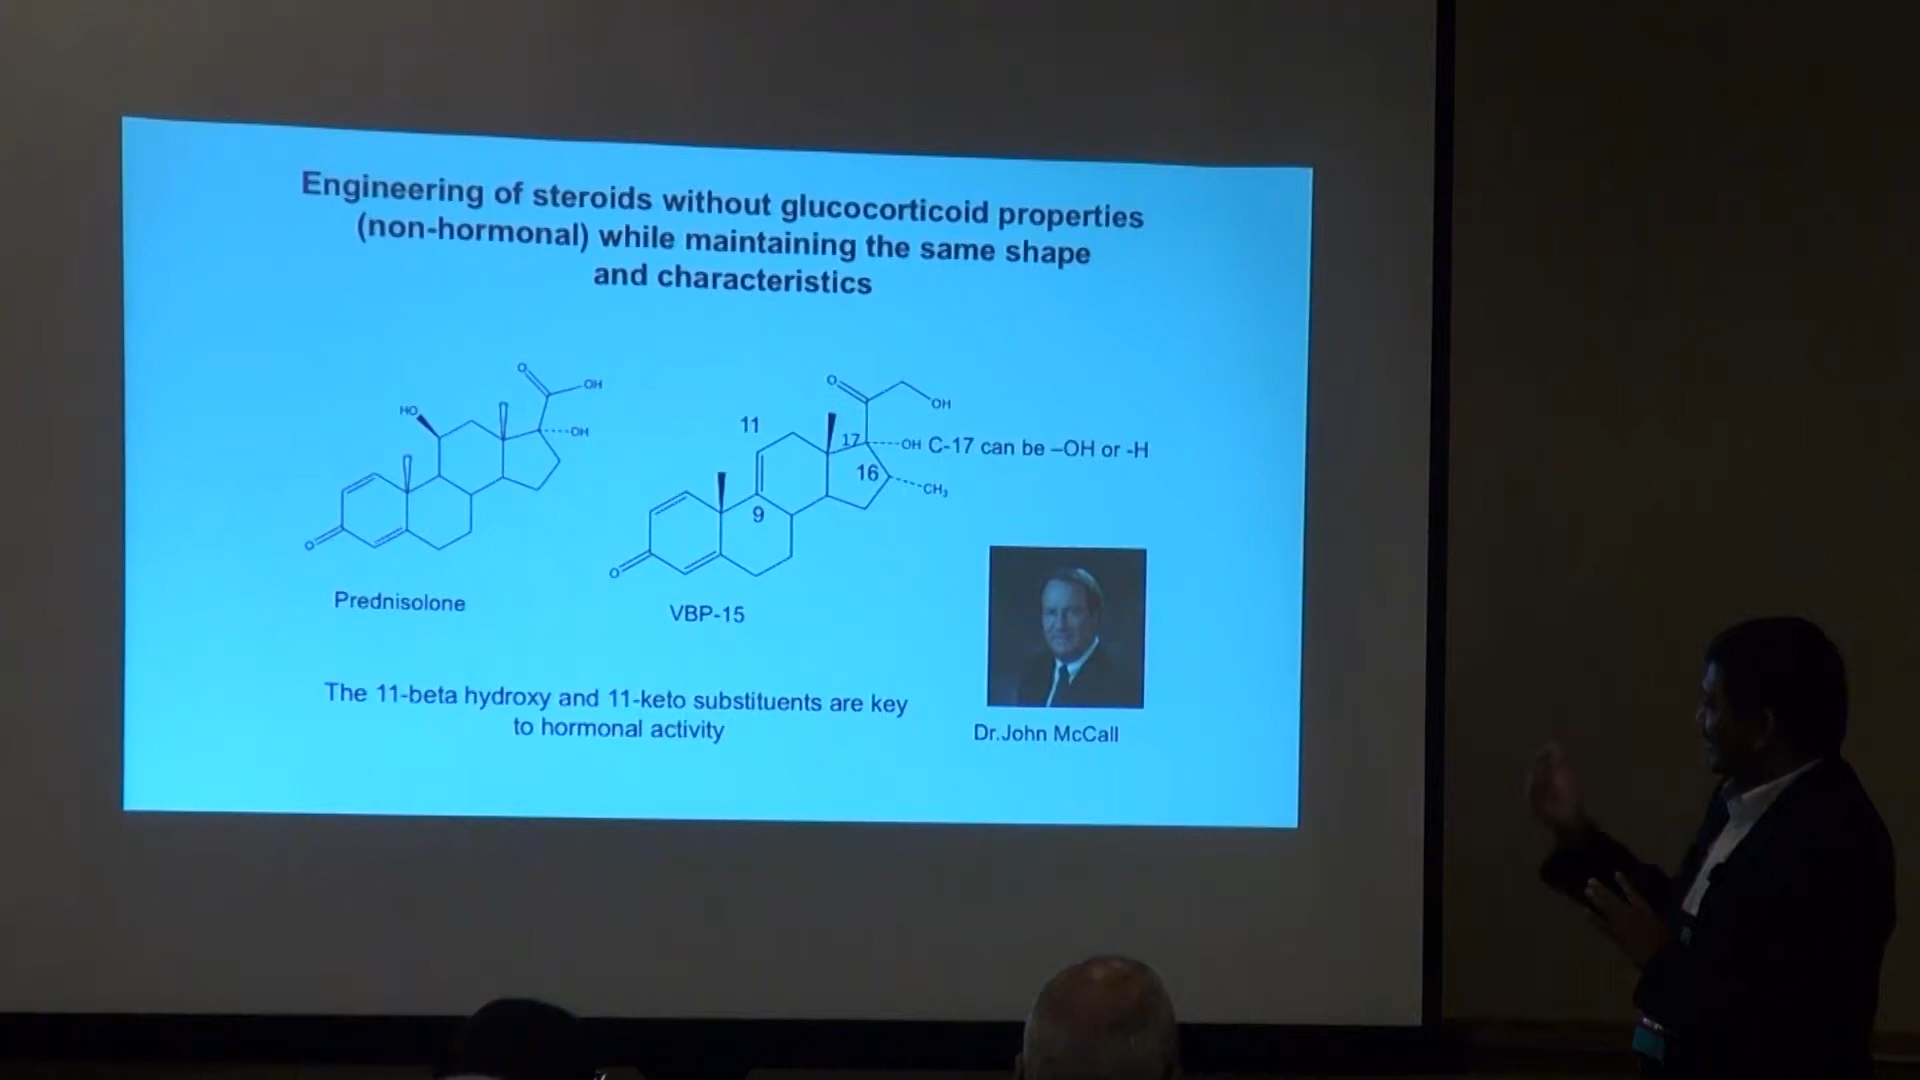 Engineering of steroids without glucocorticoid properties
(non-hormonal) while maintaining the same shape
and characteristics
O
OH
HO
OH
O
Prednisolone
O
OH
11
17
OH C-17 can be –OH or -H
16
CH3
9
O
VBP-15
The 11-beta hydroxy and 11-keto substituents are key
to hormonal activity
Dr.John McCall